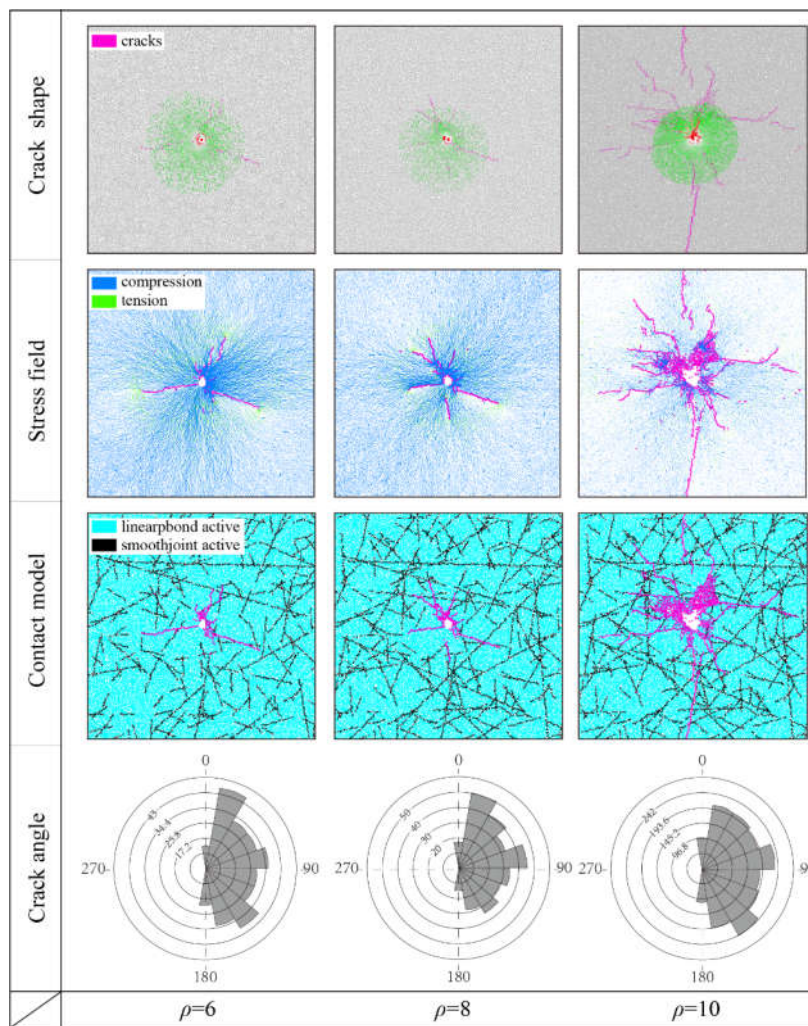 Crack shape
cracks
Stress field
compression
tension
Contact model
linearpbond active
smoothjoint active
Crack angle
0
43
34.4
25.8
17.2
270
90
180
0
50
40
30
20
270
90
180
0
242
193.6
145.2
96.8
270
180
ρ=6
ρ=8
ρ=10